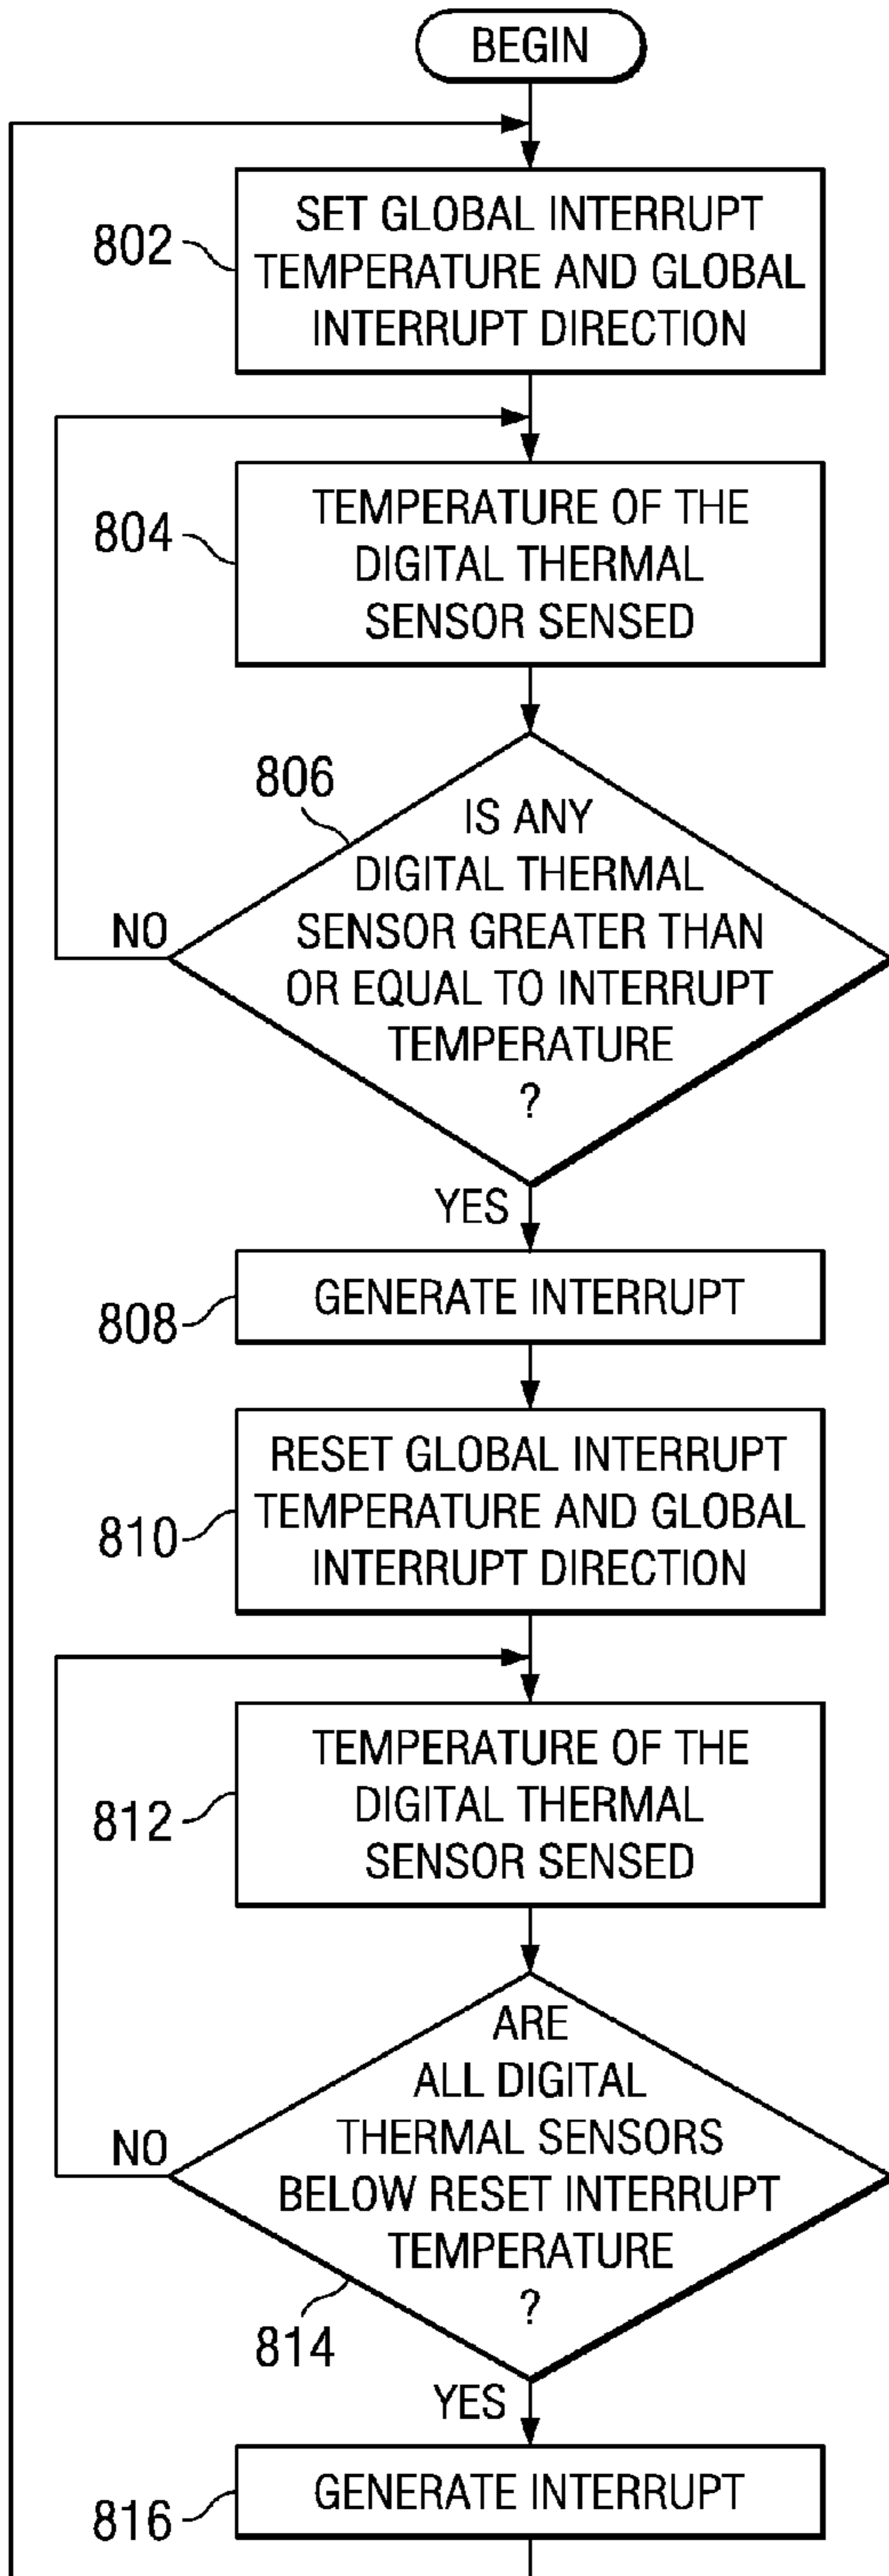 BEGIN
802
SET GLOBAL INTERRUPT
TEMPERATURE AND GLOBAL
INTERRUPT DIRECTION
804
TEMPERATURE OF THE
DIGITAL THERMAL
SENSOR SENSED
806
IS ANY
DIGITAL THERMAL
SENSOR GREATER THAN
OR EQUAL TO INTERRUPT
TEMPERATURE
?
NO
YES
808
GENERATE INTERRUPT
810
RESET GLOBAL INTERRUPT
TEMPERATURE AND GLOBAL
INTERRUPT DIRECTION
812
TEMPERATURE OF THE
DIGITAL THERMAL
SENSOR SENSED
ARE
ALL DIGITAL
THERMAL SENSORS
BELOW RESET INTERRUPT
TEMPERATURE
?
NO
814
YES
816
GENERATE INTERRUPT